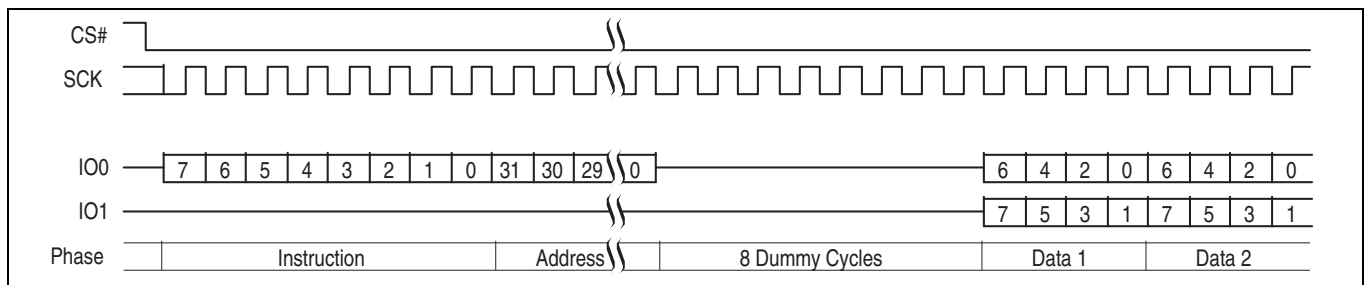 CS#
SCK
IO0 7 6 5 4 3 2 1 0 31 30 29 0 6 4 2 0 6 4 2 0
IO1 7 5 3 1 7 5 3 1
Phase Instruction Address 8 Dummy Cycles Data 1 Data 2